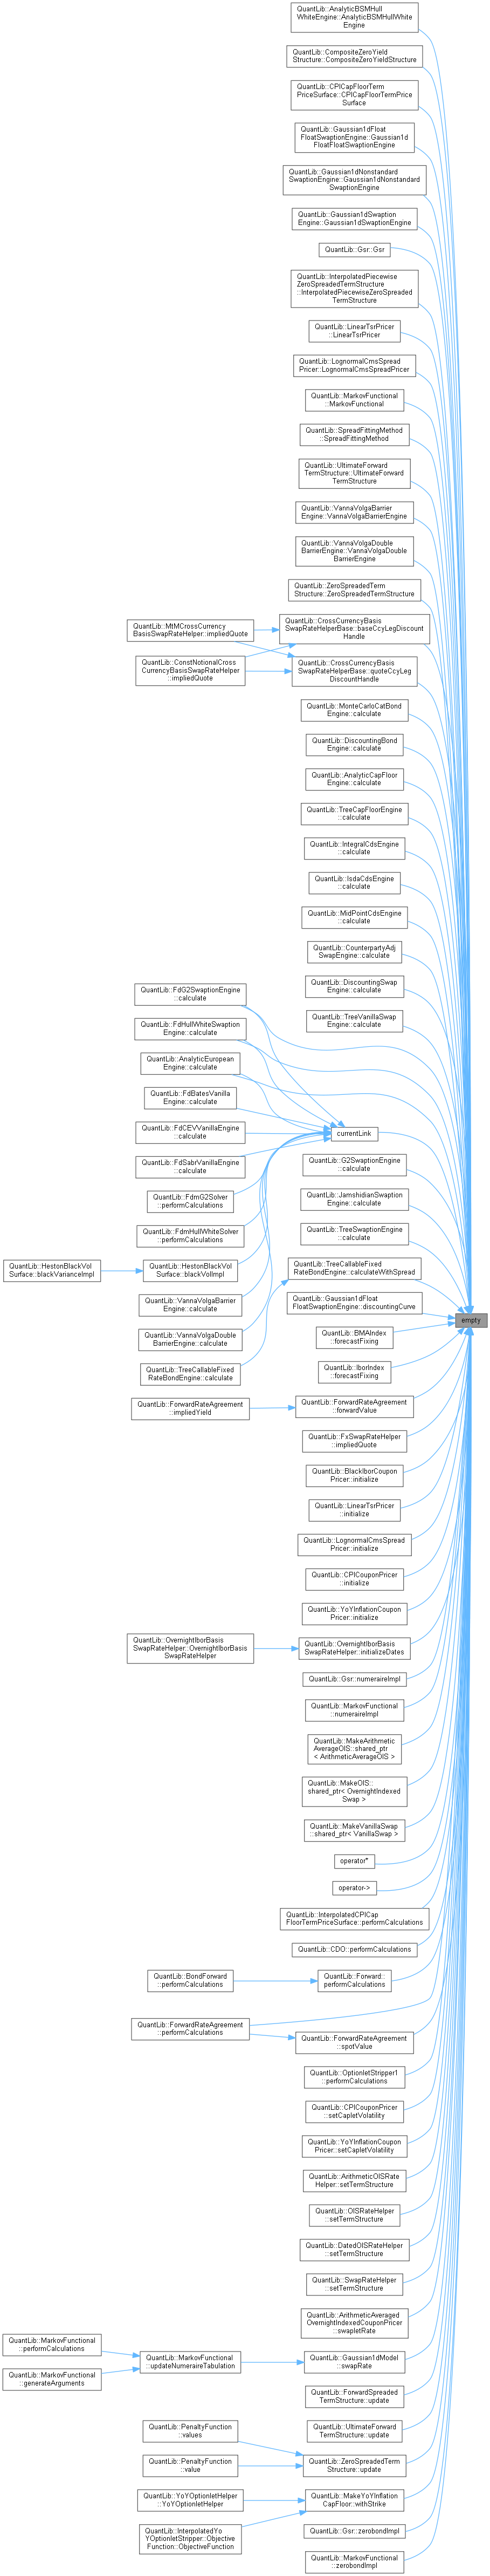 QuantLib::AnalyticBSMHull
WhiteEngine::AnalyticBSMHullWhite
Engine
QuantLib::CompositeZeroYield
Structure::CompositeZeroYieldStructure
QuantLib::CPICapFloorTerm
PriceSurface::CPICapFloorTermPrice
Surface
QuantLib::Gaussian1dFloat
FloatSwaptionEngine::Gaussian1d
FloatFloatSwaptionEngine
QuantLib::Gaussian1dNonstandard
SwaptionEngine::Gaussian1dNonstandard
SwaptionEngine
QuantLib::Gaussian1dSwaption
Engine::Gaussian1dSwaptionEngine
QuantLib::Gsr::Gsr
QuantLib::InterpolatedPiecewise
ZeroSpreadedTermStructure
::InterpolatedPiecewiseZeroSpreaded
TermStructure
QuantLib::LinearTsrPricer
::LinearTsrPricer
QuantLib::LognormalCmsSpread
Pricer::LognormalCmsSpreadPricer
QuantLib::MarkovFunctional
::MarkovFunctional
QuantLib::SpreadFittingMethod
::SpreadFittingMethod
QuantLib::UltimateForward
TermStructure::UltimateForward
TermStructure
QuantLib::VannaVolgaBarrier
Engine::VannaVolgaBarrierEngine
QuantLib::VannaVolgaDouble
BarrierEngine::VannaVolgaDouble
BarrierEngine
QuantLib::ZeroSpreadedTerm
Structure::ZeroSpreadedTermStructure
QuantLib::CrossCurrencyBasis
SwapRateHelperBase::baseCcyLegDiscount
Handle
QuantLib::MtMCrossCurrency
BasisSwapRateHelper::impliedQuote
QuantLib::ConstNotionalCross
CurrencyBasisSwapRateHelper
::impliedQuote
QuantLib::CrossCurrencyBasis
SwapRateHelperBase::quoteCcyLeg
DiscountHandle
QuantLib::MonteCarloCatBond
Engine::calculate
QuantLib::DiscountingBond
Engine::calculate
QuantLib::AnalyticCapFloor
Engine::calculate
QuantLib::TreeCapFloorEngine
::calculate
QuantLib::IntegralCdsEngine
::calculate
QuantLib::IsdaCdsEngine
::calculate
QuantLib::MidPointCdsEngine
::calculate
QuantLib::CounterpartyAdj
SwapEngine::calculate
QuantLib::DiscountingSwap
Engine::calculate
QuantLib::TreeVanillaSwap
Engine::calculate
QuantLib::FdG2SwaptionEngine
::calculate
QuantLib::FdHullWhiteSwaption
Engine::calculate
QuantLib::AnalyticEuropean
Engine::calculate
QuantLib::FdBatesVanilla
Engine::calculate
QuantLib::FdCEVVanillaEngine
::calculate
QuantLib::FdSabrVanillaEngine
::calculate
QuantLib::FdmG2Solver
::performCalculations
QuantLib::FdmHullWhiteSolver
::performCalculations
QuantLib::HestonBlackVol
Surface::blackVarianceImpl
QuantLib::HestonBlackVol
Surface::blackVolImpl
QuantLib::VannaVolgaBarrier
Engine::calculate
QuantLib::VannaVolgaDouble
BarrierEngine::calculate
QuantLib::TreeCallableFixed
RateBondEngine::calculate
currentLink
QuantLib::G2SwaptionEngine
::calculate
QuantLib::JamshidianSwaption
Engine::calculate
QuantLib::TreeSwaptionEngine
::calculate
QuantLib::TreeCallableFixed
RateBondEngine::calculateWithSpread
QuantLib::Gaussian1dFloat
FloatSwaptionEngine::discountingCurve
empty
QuantLib::BMAIndex
::forecastFixing
QuantLib::IborIndex
::forecastFixing
QuantLib::ForwardRateAgreement
::impliedYield
QuantLib::ForwardRateAgreement
::forwardValue
QuantLib::FxSwapRateHelper
::impliedQuote
QuantLib::BlackIborCoupon
Pricer::initialize
QuantLib::LinearTsrPricer
::initialize
QuantLib::LognormalCmsSpread
Pricer::initialize
QuantLib::CPICouponPricer
::initialize
QuantLib::YoYInflationCoupon
Pricer::initialize
QuantLib::OvernightIborBasis
SwapRateHelper::OvernightIborBasis
SwapRateHelper
QuantLib::OvernightIborBasis
SwapRateHelper::initializeDates
QuantLib::Gsr::numeraireImpl
QuantLib::MarkovFunctional
::numeraireImpl
QuantLib::MakeArithmetic
AverageOIS::shared_ptr
< ArithmeticAverageOIS >
QuantLib::MakeOIS::
shared_ptr< OvernightIndexed
Swap >
QuantLib::MakeVanillaSwap
::shared_ptr< VanillaSwap >
operator*
operator->
QuantLib::InterpolatedCPICap
FloorTermPriceSurface::performCalculations
QuantLib::CDO::performCalculations
QuantLib::BondForward
::performCalculations
QuantLib::Forward::
performCalculations
QuantLib::ForwardRateAgreement
::performCalculations
QuantLib::ForwardRateAgreement
::spotValue
QuantLib::OptionletStripper1
::performCalculations
QuantLib::CPICouponPricer
::setCapletVolatility
QuantLib::YoYInflationCoupon
Pricer::setCapletVolatility
QuantLib::ArithmeticOISRate
Helper::setTermStructure
QuantLib::OISRateHelper
::setTermStructure
QuantLib::DatedOISRateHelper
::setTermStructure
QuantLib::SwapRateHelper
::setTermStructure
QuantLib::ArithmeticAveraged
OvernightIndexedCouponPricer
::swapletRate
QuantLib::MarkovFunctional
::performCalculations
QuantLib::MarkovFunctional
::generateArguments
QuantLib::MarkovFunctional
::updateNumeraireTabulation
QuantLib::Gaussian1dModel
::swapRate
QuantLib::ForwardSpreaded
TermStructure::update
QuantLib::UltimateForward
TermStructure::update
QuantLib::PenaltyFunction
::values
QuantLib::PenaltyFunction
::value
QuantLib::ZeroSpreadedTerm
Structure::update
QuantLib::YoYOptionletHelper
::YoYOptionletHelper
QuantLib::MakeYoYInflation
CapFloor::withStrike
QuantLib::InterpolatedYo
YOptionletStripper::Objective
Function::ObjectiveFunction
QuantLib::Gsr::zerobondImpl
QuantLib::MarkovFunctional
::zerobondImpl